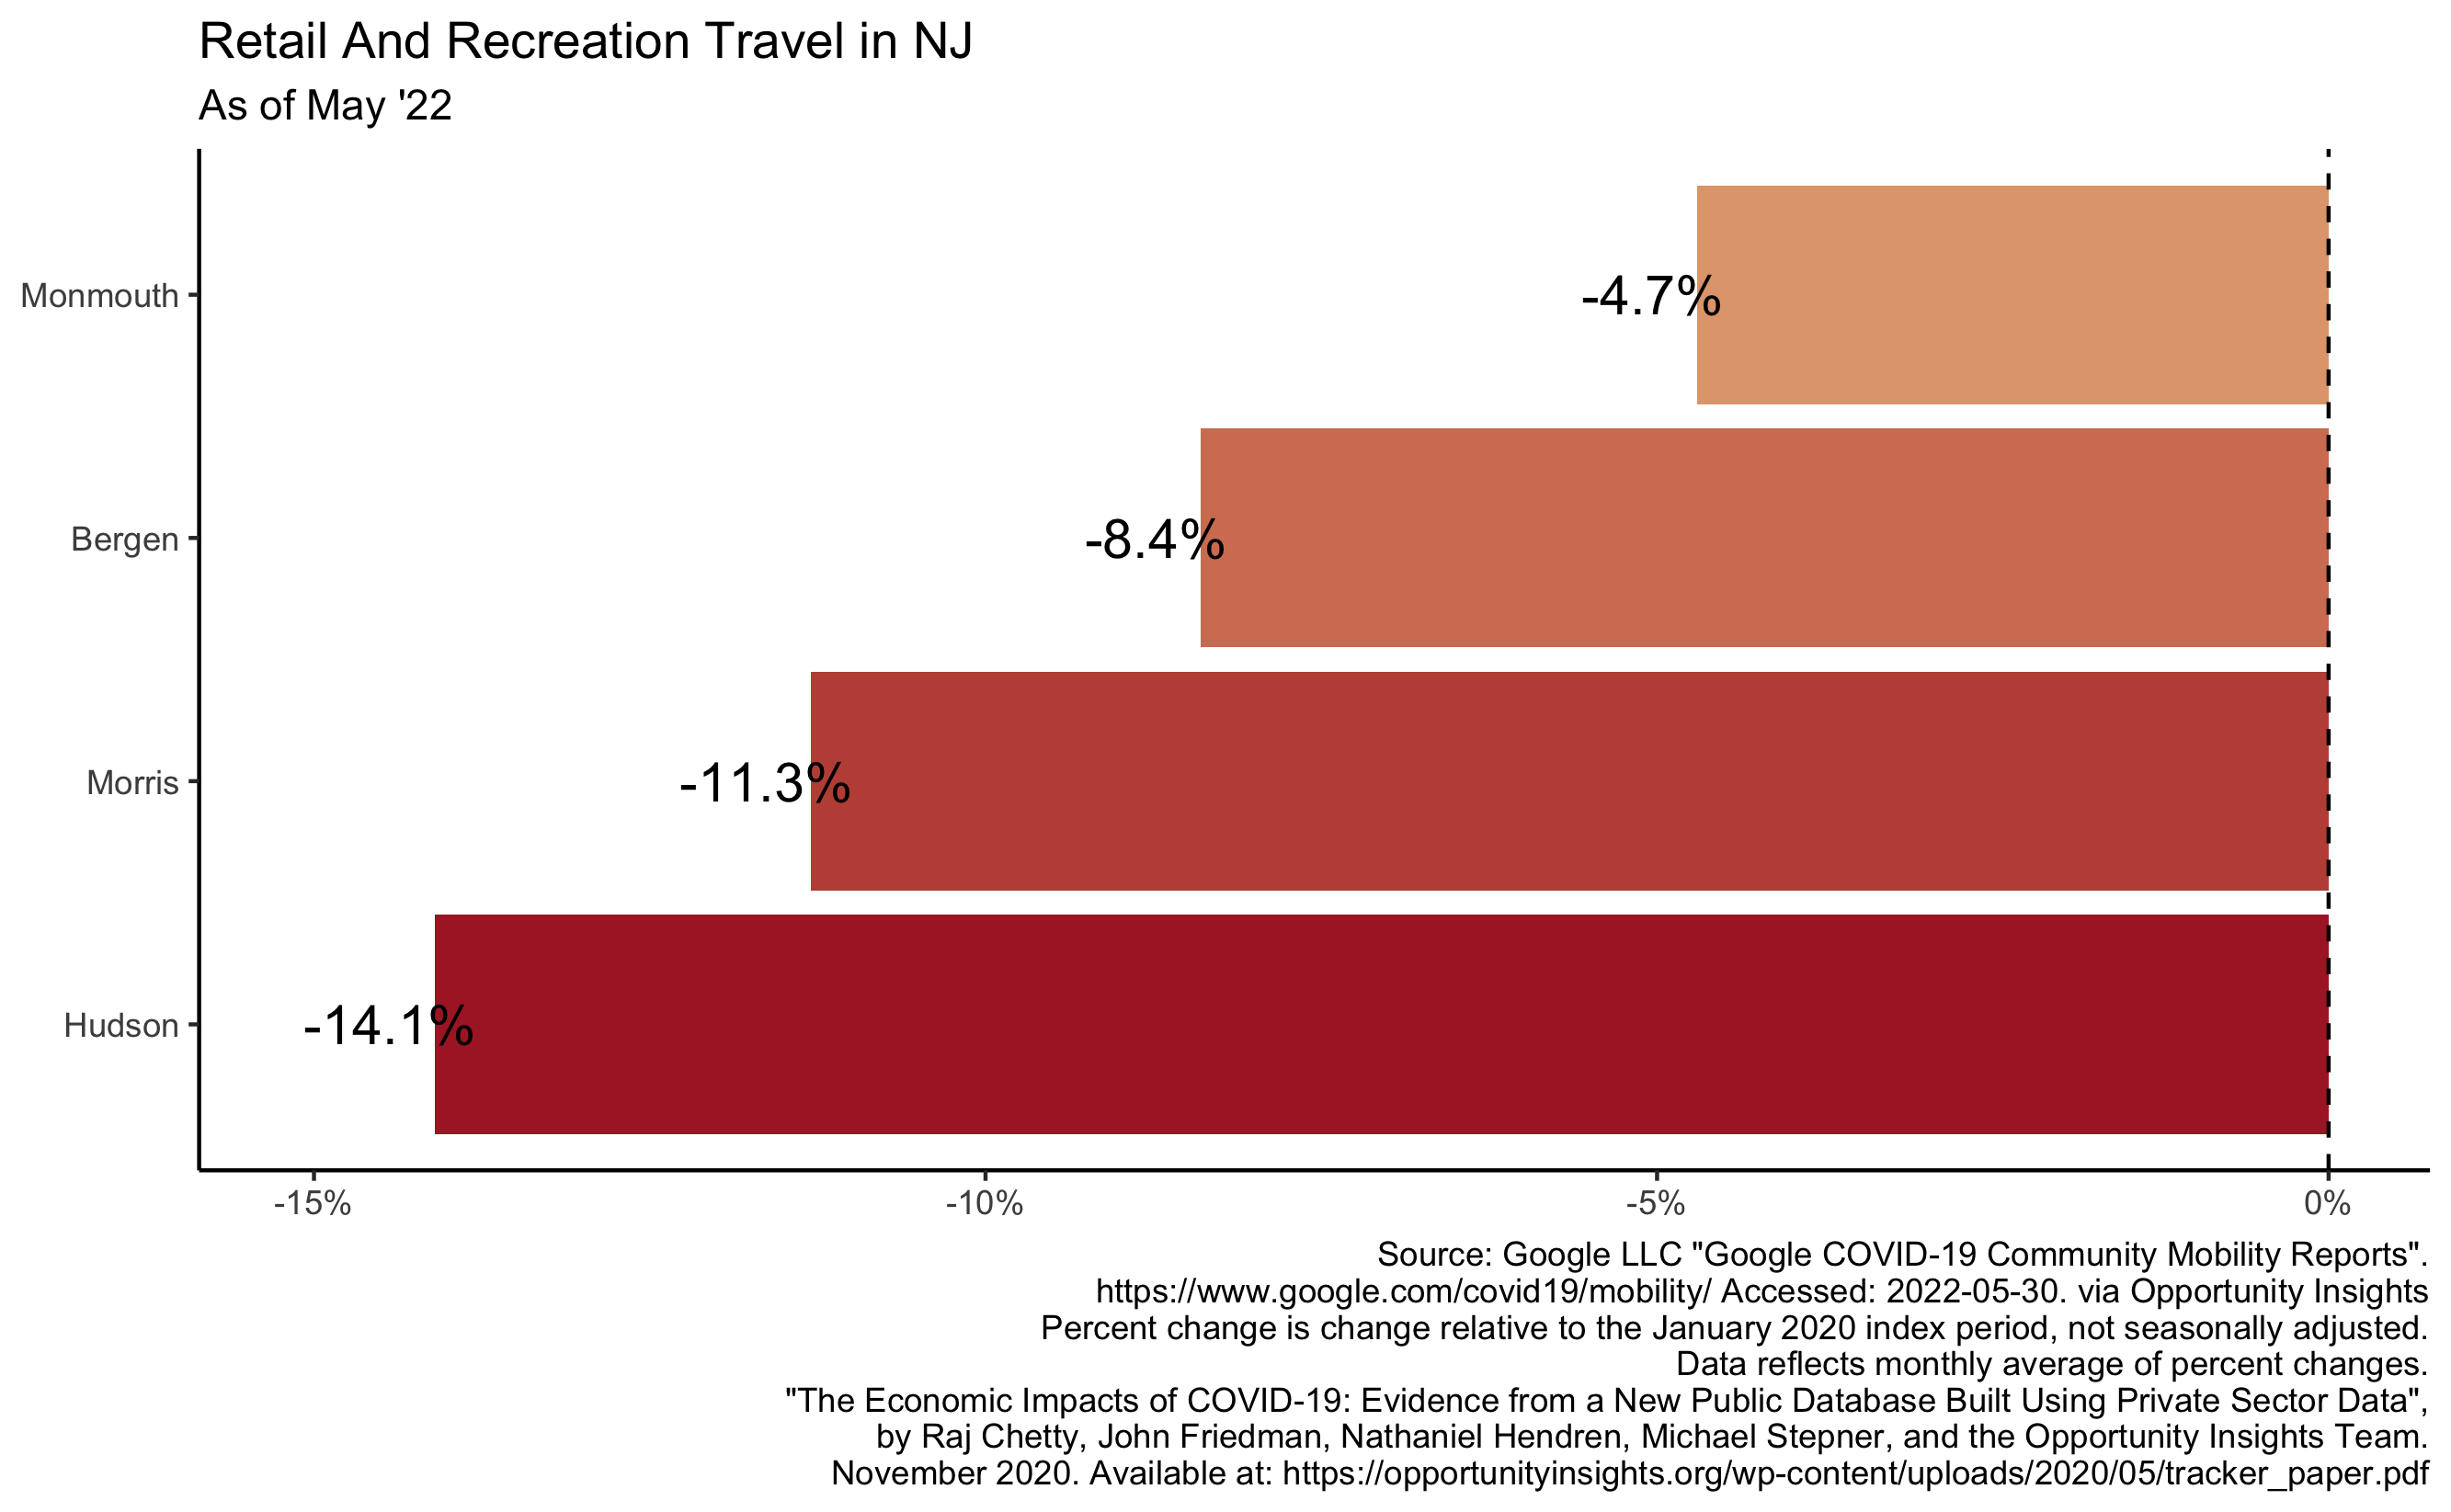 Retail And Recreation Travel in NJ
As of May '22
Monmouth
-4.7%
Bergen
-8.4%
Morris
-11.3%
Hudson
-14.1%
-15%
-10%
-5%
0%
Source: Google LLC "Google COVID-19 Community Mobility Reports".
https://www.google.com/covid19/mobility/ Accessed: 2022-05-30. via Opportunity Insights
Percent change is change relative to the January 2020 index period, not seasonally adjusted.
Data reflects monthly average of percent changes.
"The Economic Impacts of COVID-19: Evidence from a New Public Database Built Using Private Sector Data",
by Raj Chetty, John Friedman, Nathaniel Hendren, Michael Stepner, and the Opportunity Insights Team.
November 2020. Available at: https://opportunityinsights.org/wp-content/uploads/2020/05/tracker_paper.pdf